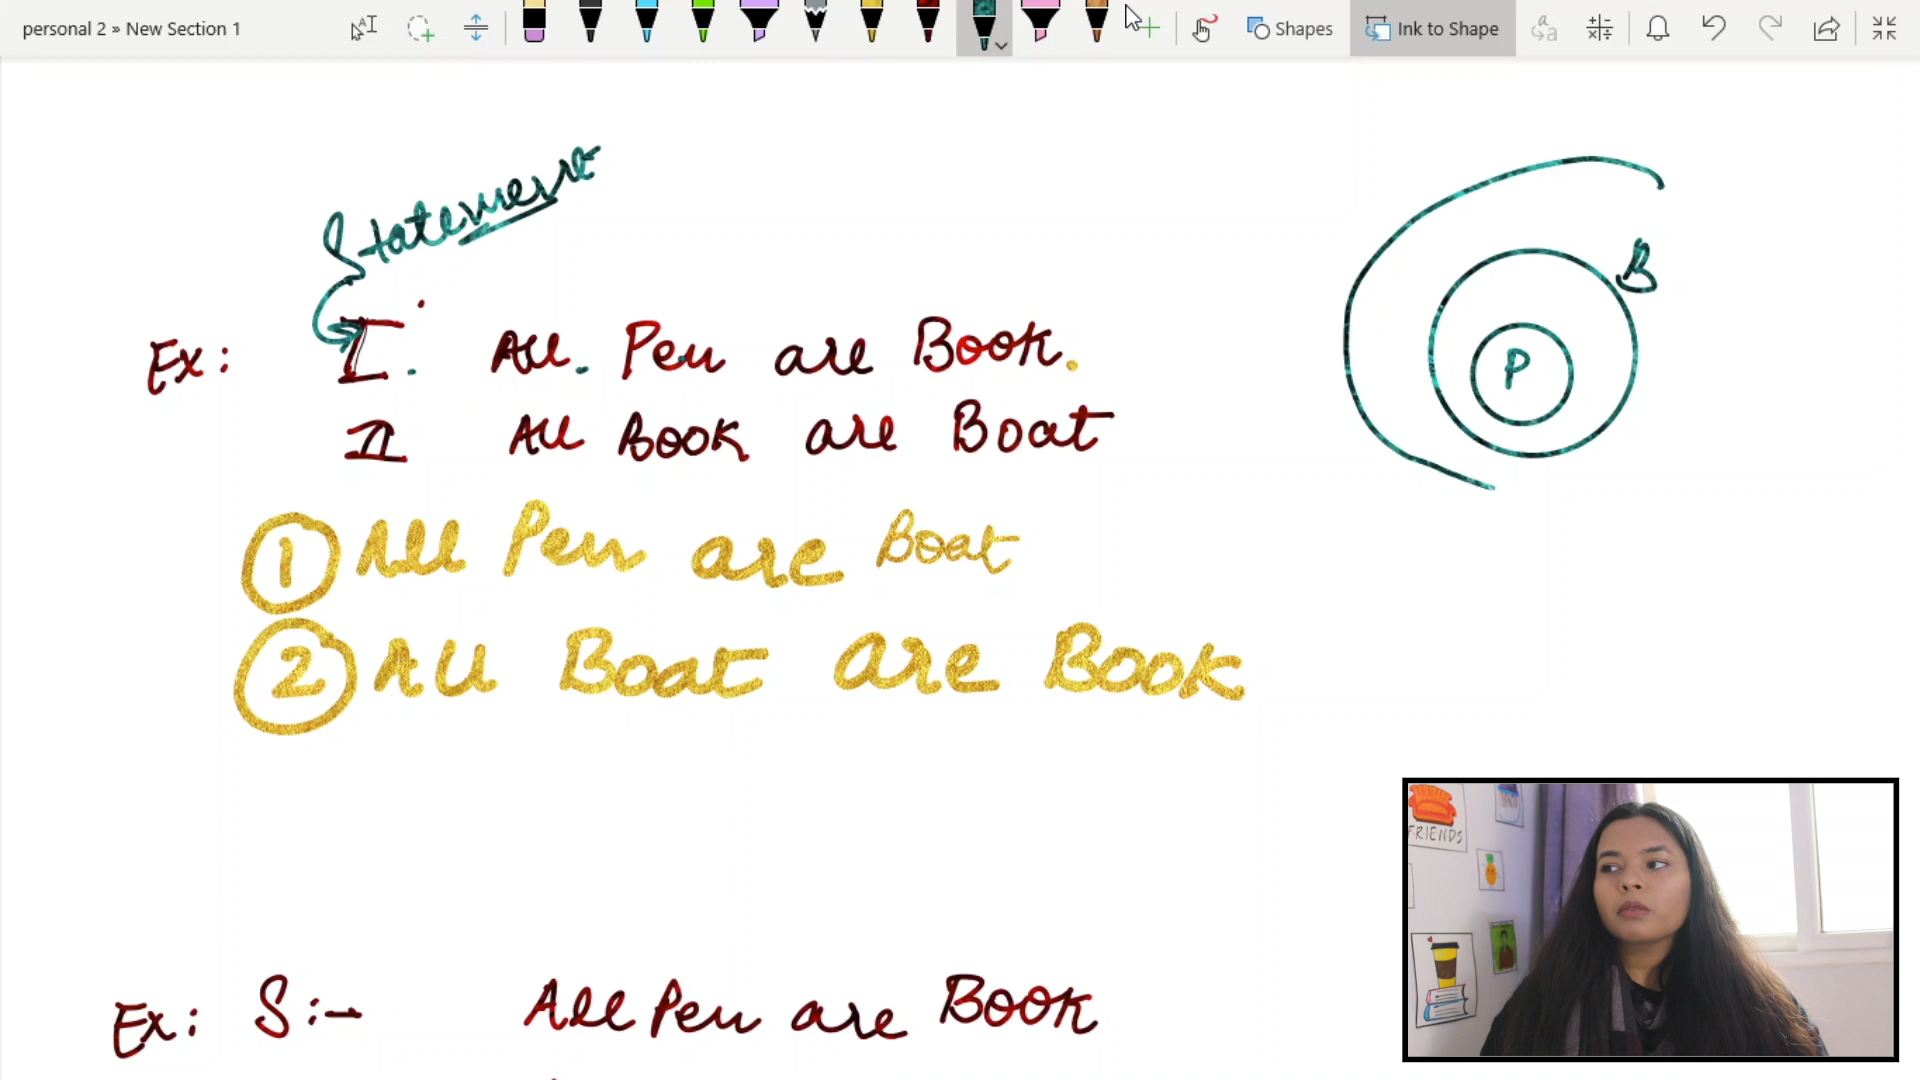 personal 2 » New Section 1
Shapes
Ink to Shape
Statement
Ex: I. All. Pen are Book.
II All Book are Boat
① All Pen are Boat
② All Boat are Book
B
P
Ex: S:- All Pen are Book
FRIENDS